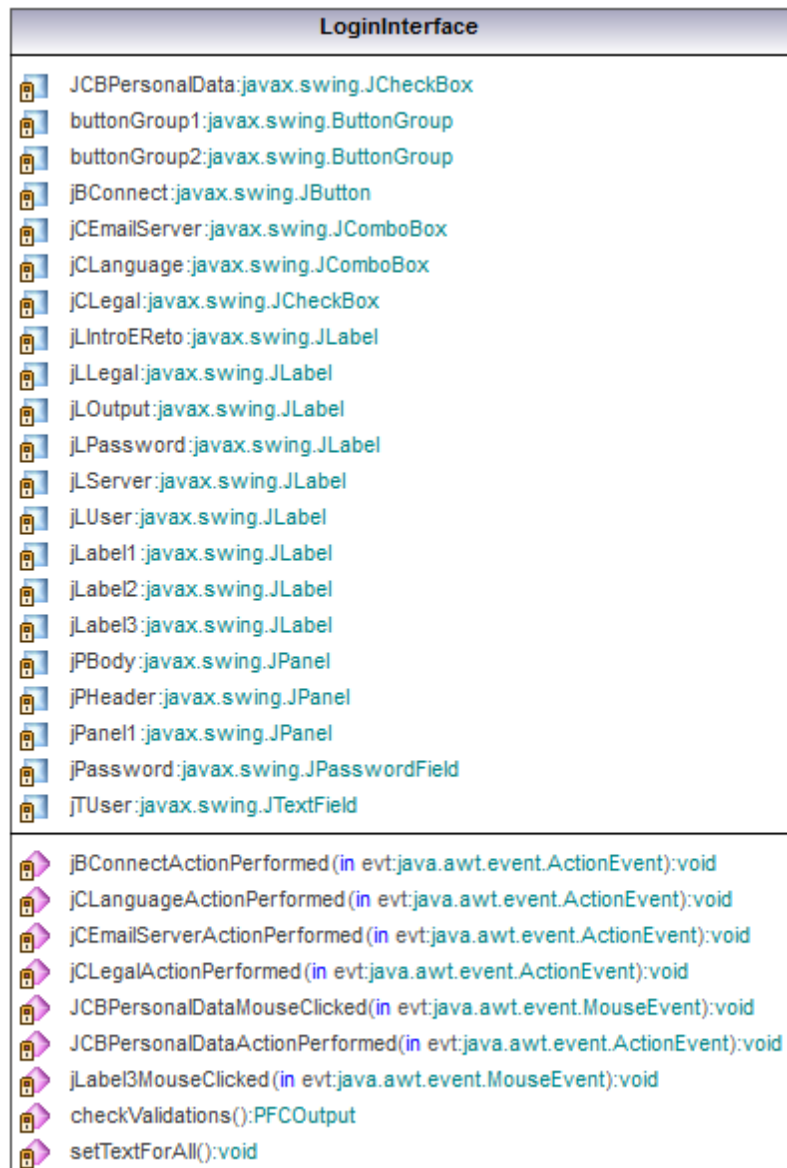 LoginInterface
JCBPersonalData:javax.swing.JCheckBox
buttonGroup1:javax.swing.ButtonGroup
buttonGroup2:javax.swing.ButtonGroup
jBConnect:javax.swing.JButton
jCEmailServer:javax.swing.JComboBox
jCLanguage:javax.swing.JComboBox
jCLegal:javax.swing.JCheckBox
jLIntroEReto:javax.swing.JLabel
jLLegal:javax.swing.JLabel
jLOutput:javax.swing.JLabel
jLPassword:javax.swing.JLabel
jLServer:javax.swing.JLabel
jLUser:javax.swing.JLabel
jLabel1:javax.swing.JLabel
jLabel2:javax.swing.JLabel
jLabel3:javax.swing.JLabel
jPBody:javax.swing.JPanel
jPHeader:javax.swing.JPanel
jPanel1:javax.swing.JPanel
jPassword:javax.swing.JPasswordField
jTUser:javax.swing.JTextField
jBConnectActionPerformed(in evt:java.awt.event.ActionEvent):void
jCLanguageActionPerformed(in evt:java.awt.event.ActionEvent):void
jCEmailServerActionPerformed(in evt:java.awt.event.ActionEvent):void
jCLegalActionPerformed(in evt:java.awt.event.ActionEvent):void
JCBPersonalDataMouseClicked(in evt:java.awt.event.MouseEvent):void
JCBPersonalDataActionPerformed(in evt:java.awt.event.ActionEvent):void
jLabel3MouseClicked(in evt:java.awt.event.MouseEvent):void
checkValidations():PFCOutput
setTextForAll():void